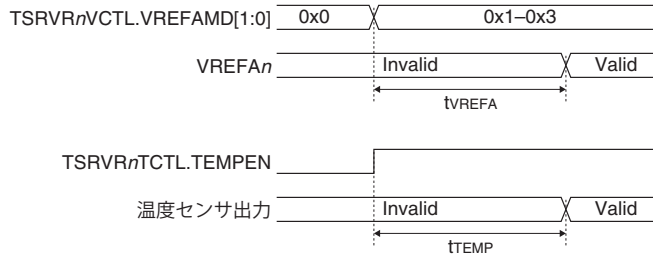 TSRVRnVCTL.VREFAMD[1:0] 0x0 0x1–0x3
VREFAn Invalid Valid
tVREFA
TSRVRnTCTL.TEMPEN
温度センサ出力 Invalid Valid
tTEMP